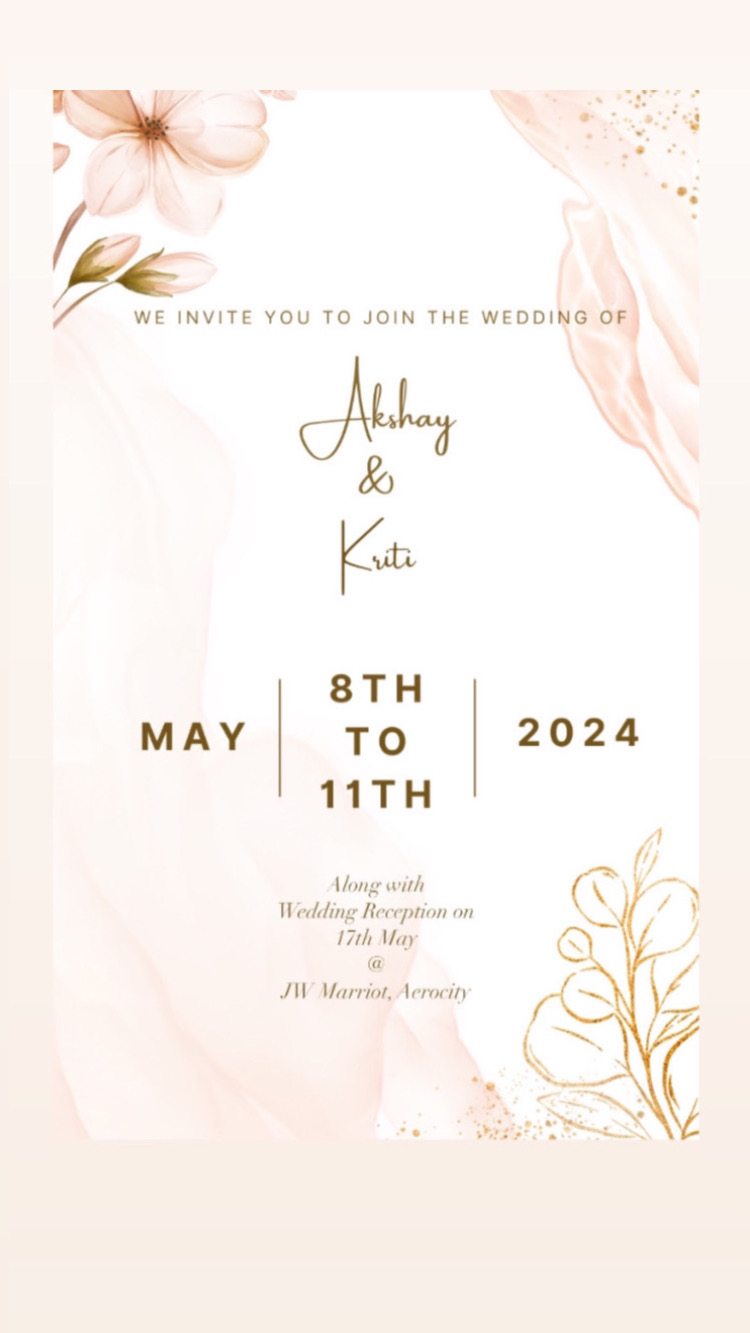 WE INVITE YOU TO JOIN THE WEDDING OF
Akshay
&
Kriti
MAY
8TH
TO
11TH
2024
Along with
Wedding Reception on
17th May
@
JW Marriot, Aerocity